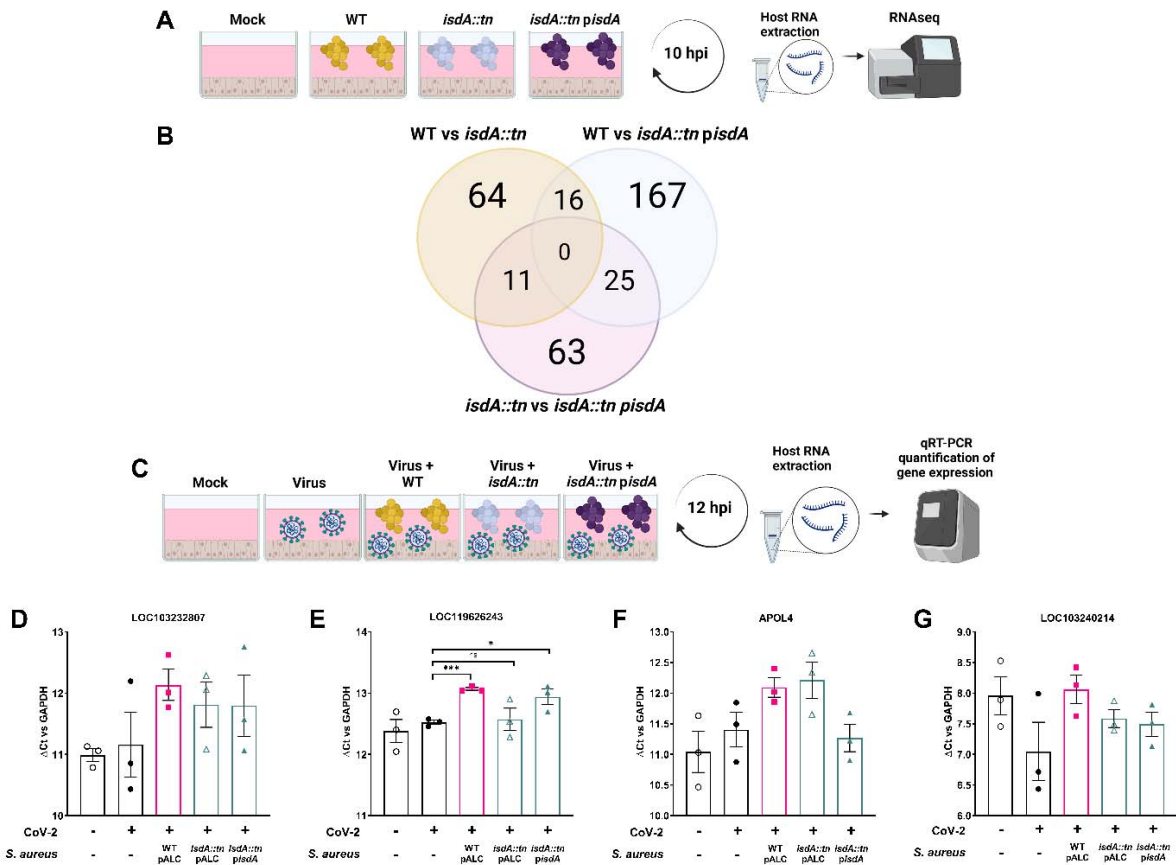 A
Mock
WT
isdA::tn
isdA::tn pisdA
10 hpi
Host RNA
extraction
RNAseq
B
WT vs isdA::tn
WT vs isdA::tn pisdA
64
16
167
0
11
25
63
isdA::tn vs isdA::tn pisdA
C
Mock
Virus
Virus +
WT
Virus +
isdA::tn
Virus +
isdA::tn pisdA
12 hpi
Host RNA
extraction
qRT-PCR
quantification of
gene expression
D
LOC103232807
ΔCt vs GAPDH
13
12
11
10
CoV-2 - + + + +
S. aureus WT pALC isdA::tn pALC isdA::tn pisdA
E
LOC119626243
ΔCt vs GAPDH
14
13
12
11
*
ns
***
- + + + +
WT pALC isdA::tn pALC isdA::tn pisdA
F
APOL4
ΔCt vs GAPDH
13.0
12.5
12.0
11.5
11.0
10.5
10.0
CoV-2 - + + + +
S. aureus WT pALC isdA::tn pALC isdA::tn pisdA
G
LOC103240214
ΔCt vs GAPDH
9.0
8.5
8.0
7.5
7.0
6.5
6.0
CoV-2 - + + + +
S. aureus WT pALC isdA::tn pALC isdA::tn pisdA